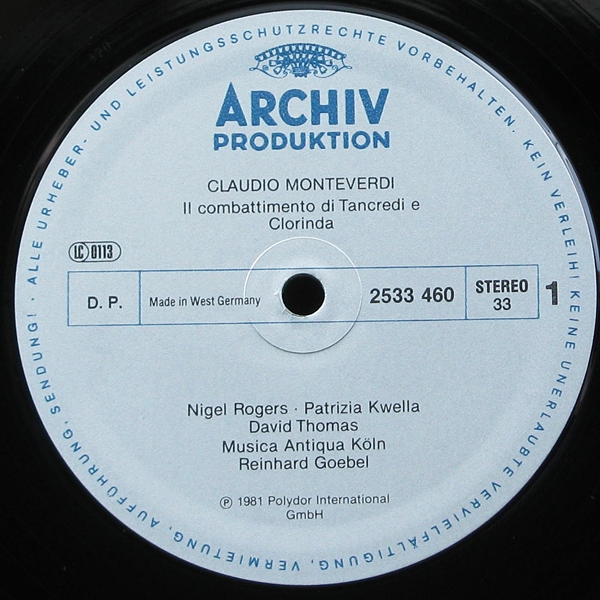 ALLE URHEBER- UND LEISTUNGSSCHUTZRECHTE VORBEHALTEN. KEIN VERLEIH! KEINE UNERLAUBTE VERVIELFÄLTIGUNG, VERMIETUNG, AUFFÜHRUNG, SENDUNG! ·
ARCHIV
PRODUKTION
CLAUDIO MONTEVERDI
Il combattimento di Tancredi e
Clorinda
LC 0113
D. P.
Made in West Germany
2533 460
STEREO
33
1
Nigel Rogers · Patrizia Kwella
David Thomas
Musica Antiqua Köln
Reinhard Goebel
℗ 1981 Polydor International
GmbH